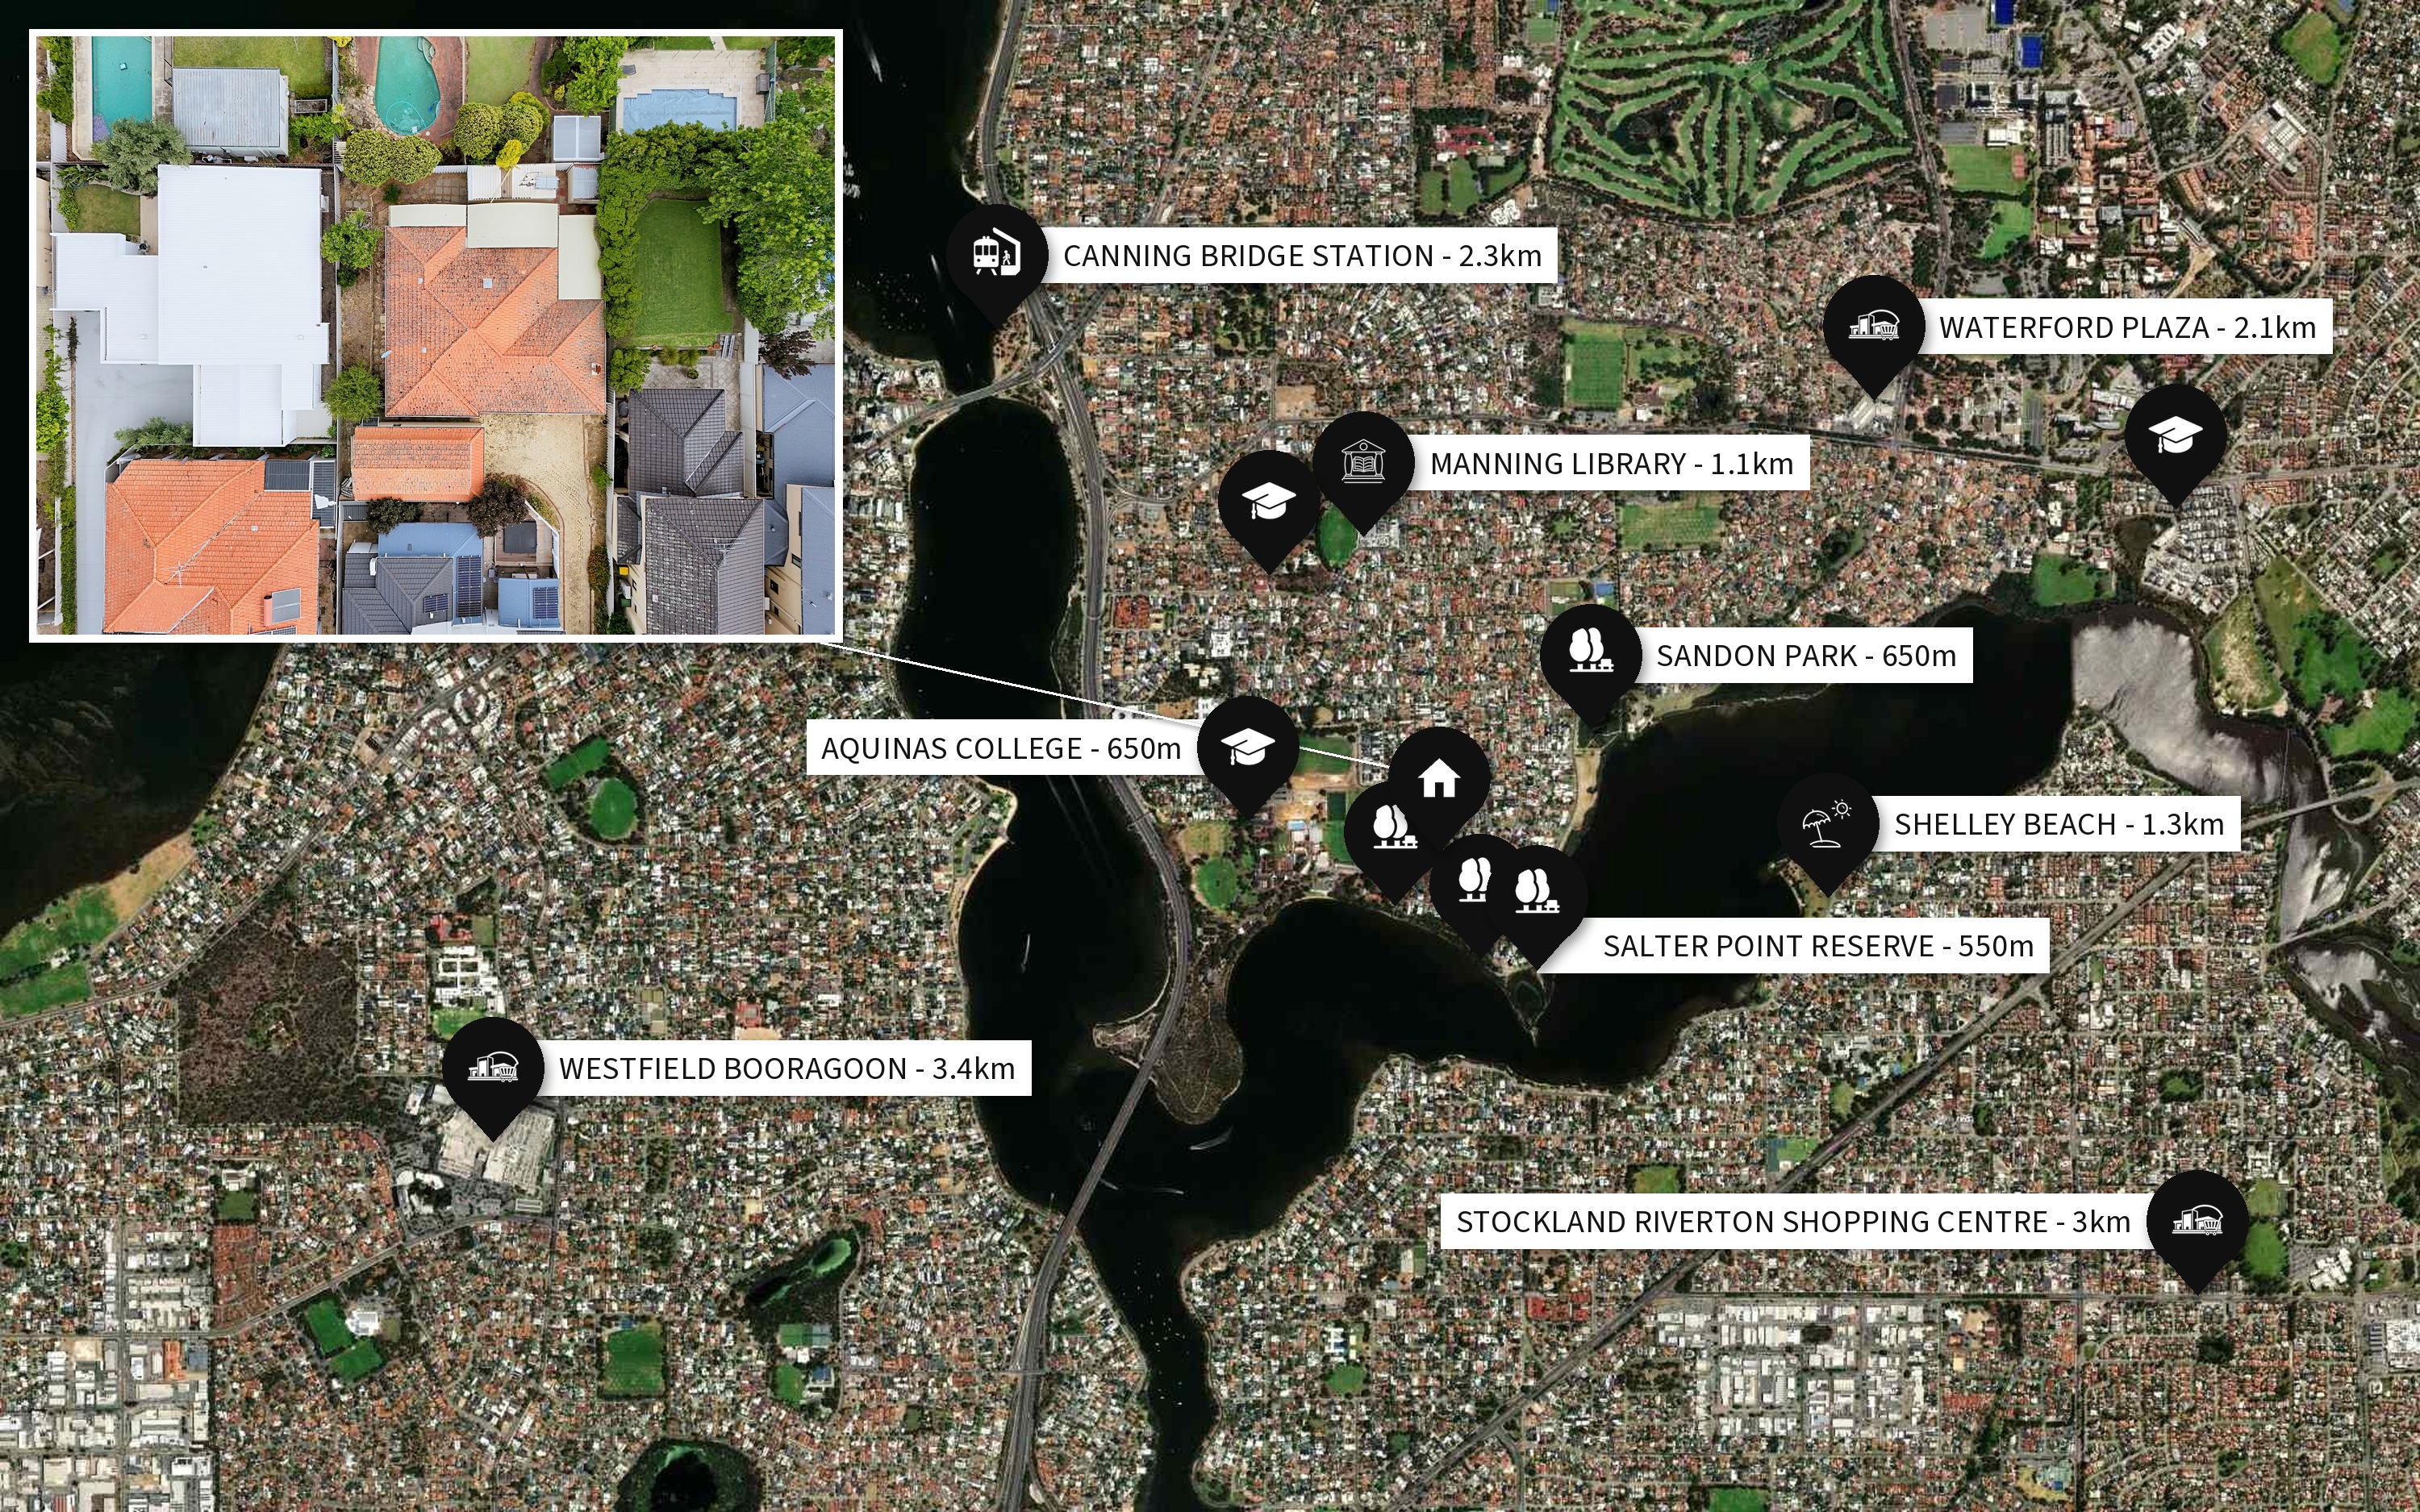 CANNING BRIDGE STATION - 2.3km
WATERFORD PLAZA - 2.1km
MANNING LIBRARY - 1.1km
SANDON PARK - 650m
AQUINAS COLLEGE - 650m
SHELLEY BEACH - 1.3km
SALTER POINT RESERVE - 550m
WESTFIELD BOORAGOON - 3.4km
STOCKLAND RIVERTON SHOPPING CENTRE - 3km